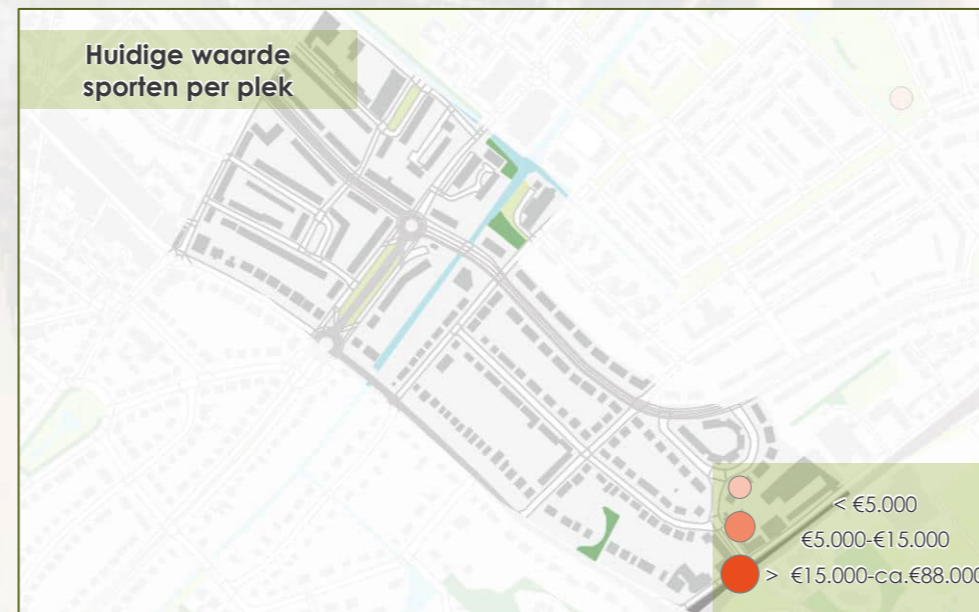 Huidige waarde
sporten per plek
< €5.000
€5.000-€15.000
> €15.000-ca.€88.000